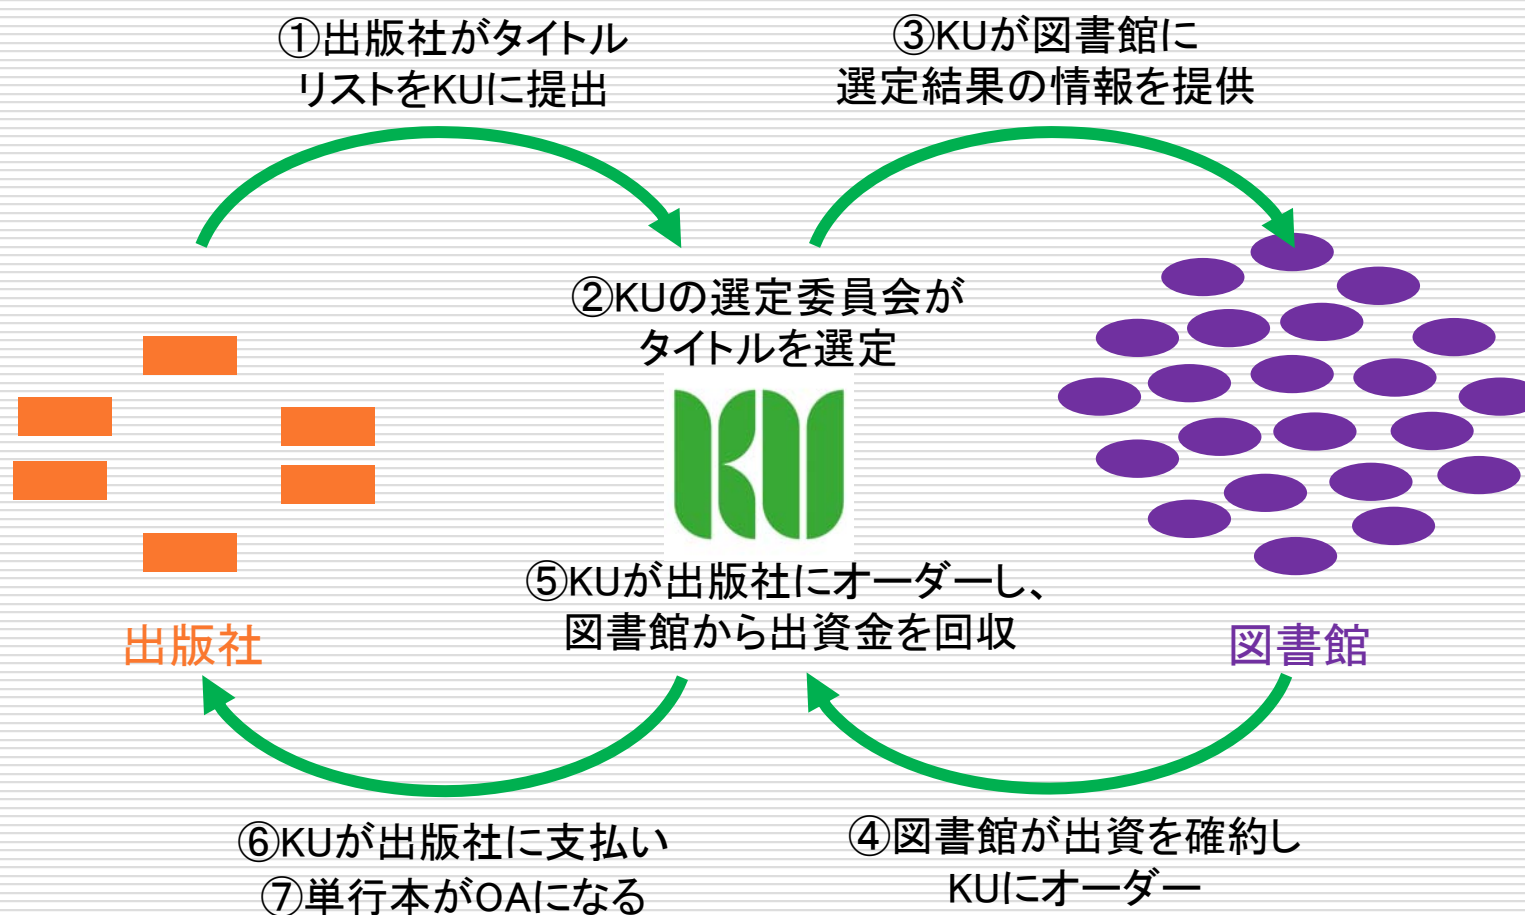 ①出版社がタイトル
リストをKUに提出
③KUが図書館に
選定結果の情報を提供
②KUの選定委員会が
タイトルを選定
KU
⑤KUが出版社にオーダーし、
図書館から出資金を回収
出版社
図書館
⑥KUが出版社に支払い
⑦単行本がOAになる
④図書館が出資を確約し
KUにオーダー